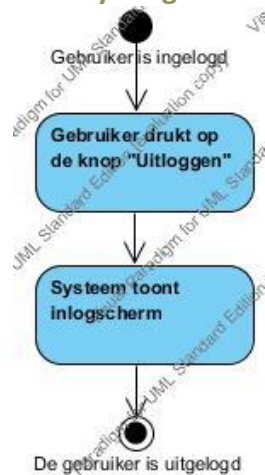 Gebruiker is ingelogd
Gebruiker drukt op
de knop "Uitloggen"
Systeem toont
inlogscherm
De gebruiker is uitgelogd